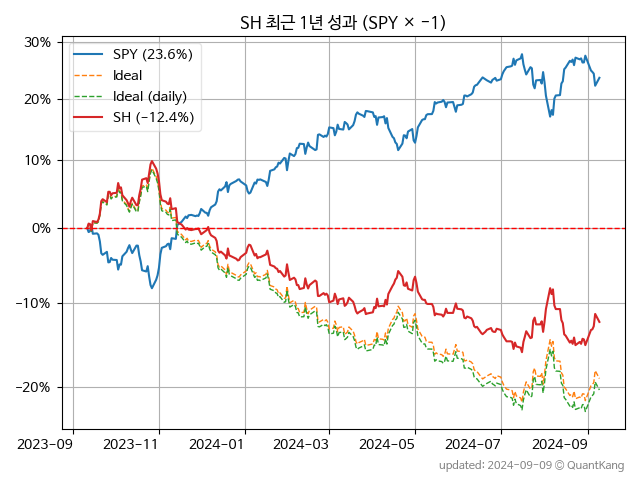 SH 최근 1년 성과 (SPY × −1)
30%
20%
10%
0%
−10%
−20%
SPY (23.6%)
Ideal
Ideal (daily)
SH (−12.4%)
2023-09
2023-11
2024-01
2024-03
2024-05
2024-07
2024-09
updated: 2024-09-09 © QuantKang